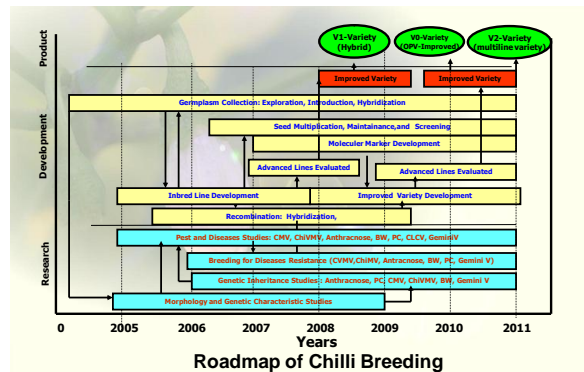 V1-Variety
(Hybrid)
V0-Variety
(OPV-Improved)
V2-Variety
(multiline variety)
Product
Improved Variety
Improved Variety
Germplasm Collection: Exploration, Introduction, Hybridization
Development
Seed Multiplication, Maintainance,and Screening
Moleculer Marker Development
Advanced Lines Evaluated
Advanced Lines Evaluated
Inbred Line Development
Improved Variety Development
Recombination: Hybridization,
Research
Pest and Diseases Studies: CMV, ChiVMV, Anthracnose, BW, PC, CLCV, GeminiV
Breeding for Diseases Resistance (CVMV,ChiMV, Antracnose, BW, PC, Gemini V)
Genetic Inheritance Studies : Anthracnose, PC, CMV, ChiVMV, BW, Gemini V
Morphology and Genetic Characteristic Studies
0 2005 2006 2007 2008 2009 2010 2011
Years
Roadmap of Chilli Breeding